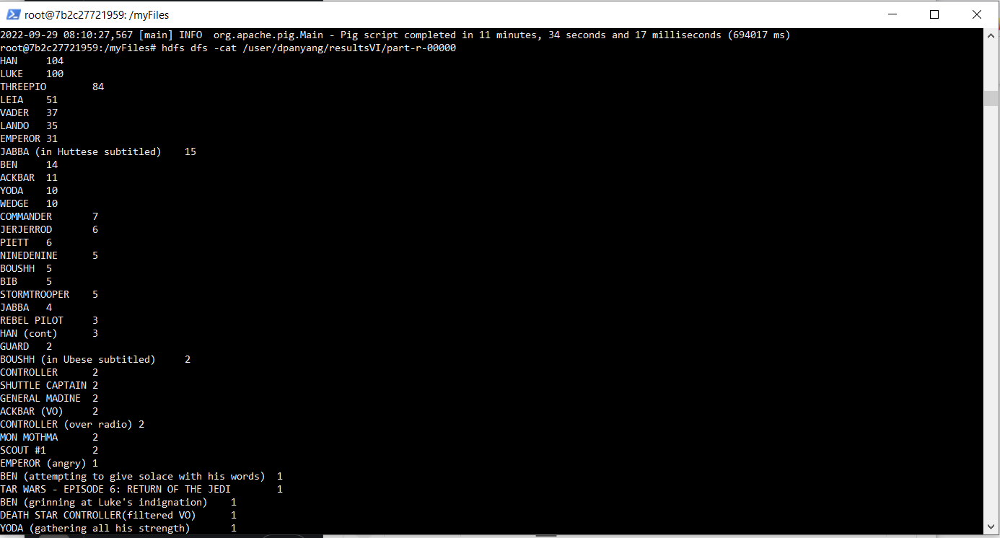 root@7b2c27721959: /myFiles
2022-09-29 08:10:27,567 [main] INFO  org.apache.pig.Main - Pig script completed in 11 minutes, 34 seconds and 17 milliseconds (694017 ms)
root@7b2c27721959:/myFiles# hdfs dfs -cat /user/dpanyang/resultsVI/part-r-00000
HAN     104
LUKE    100
THREEPIO        84
LEIA    51
VADER   37
LANDO   35
EMPEROR 31
JABBA (in Huttese subtitled)    15
BEN     14
ACKBAR  11
YODA    10
WEDGE   10
COMMANDER       7
JERJERROD       6
PIETT   6
NINEDENINE      5
BOUSHH  5
BIB     5
STORMTROOPER    5
JABBA   4
REBEL PILOT     3
HAN (cont)      3
GUARD   2
BOUSHH (in Ubese subtitled)     2
CONTROLLER      2
SHUTTLE CAPTAIN 2
GENERAL MADINE  2
ACKBAR (VO)     2
CONTROLLER (over radio) 2
MON MOTHMA      2
SCOUT #1        2
EMPEROR (angry) 1
BEN (attempting to give solace with his words)  1
TAR WARS - EPISODE 6: RETURN OF THE JEDI        1
BEN (grinning at Luke's indignation)    1
DEATH STAR CONTROLLER(filtered VO)      1
YODA (gathering all his strength)       1